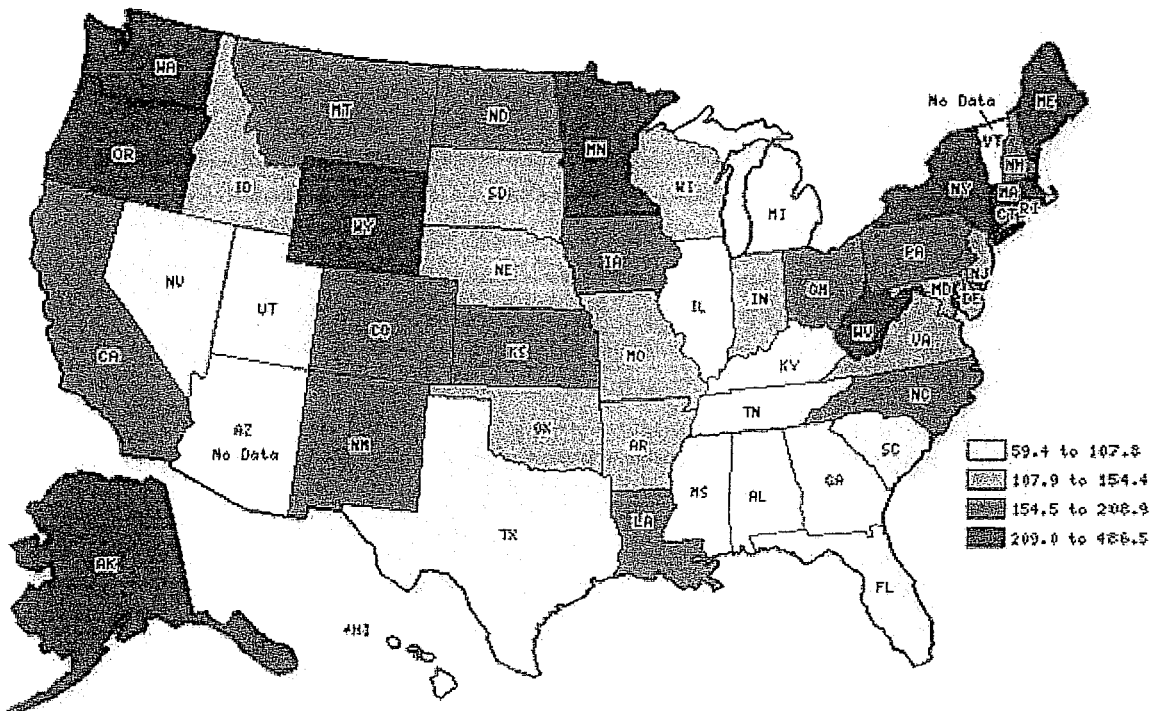 WA
MT
ND
MN
No Data
ME
VT
NH
OR
ID
SD
WI
NY
MA
CT
RI
WY
MI
IA
PA
NE
NJ
NV
UT
IL
IN
OH
MD
DE
CO
WV
VA
CA
KS
MO
KY
NC
TN
AZ
No Data
NM
OK
AR
SC
59.4 to 107.8
107.9 to 154.4
154.5 to 208.9
209.0 to 486.5
MS
AL
GA
LA
TX
AK
FL
HI